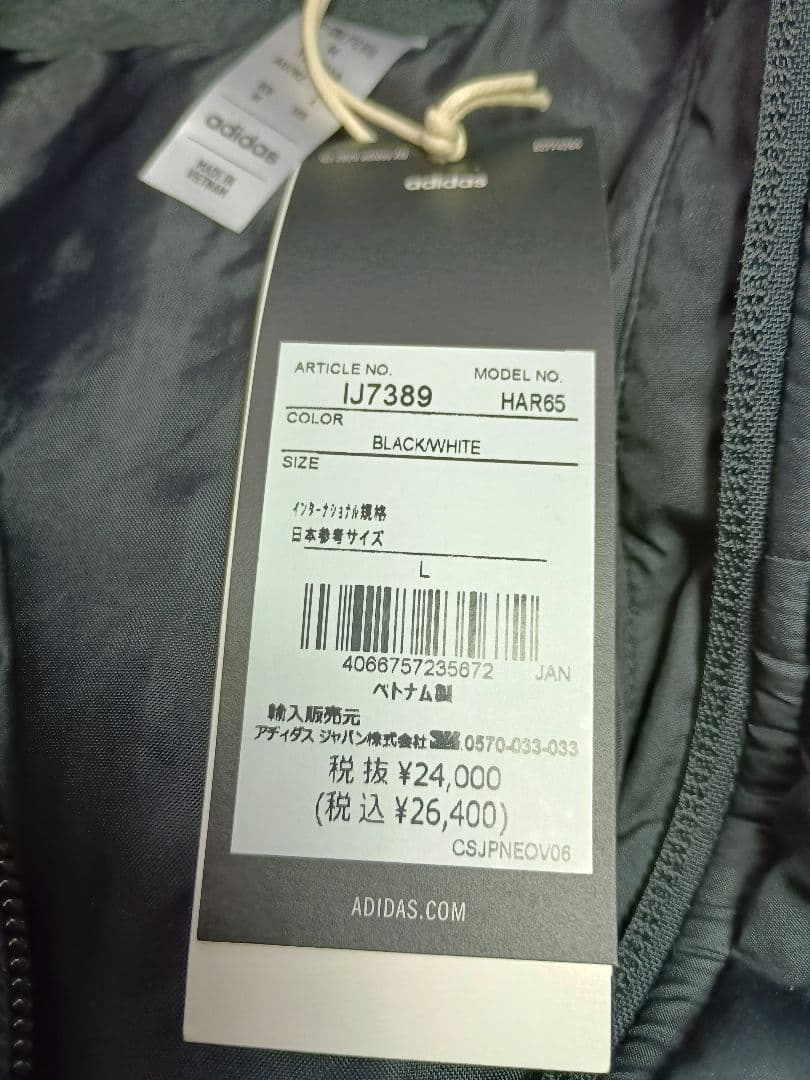 adidas
MADE IN
VIETNAM
adidas
ARTICLE NO.
MODEL NO.
IJ7389
HAR65
COLOR
BLACK/WHITE
SIZE
インターナショナル規格
日本参考サイズ
L
4066757235672 JAN
ベトナム製
輸入販売元
アディダス ジャパン株式会社 0570-033-033
税抜 ¥24,000
(税込 ¥26,400)
CSJPNEOV06
ADIDAS.COM